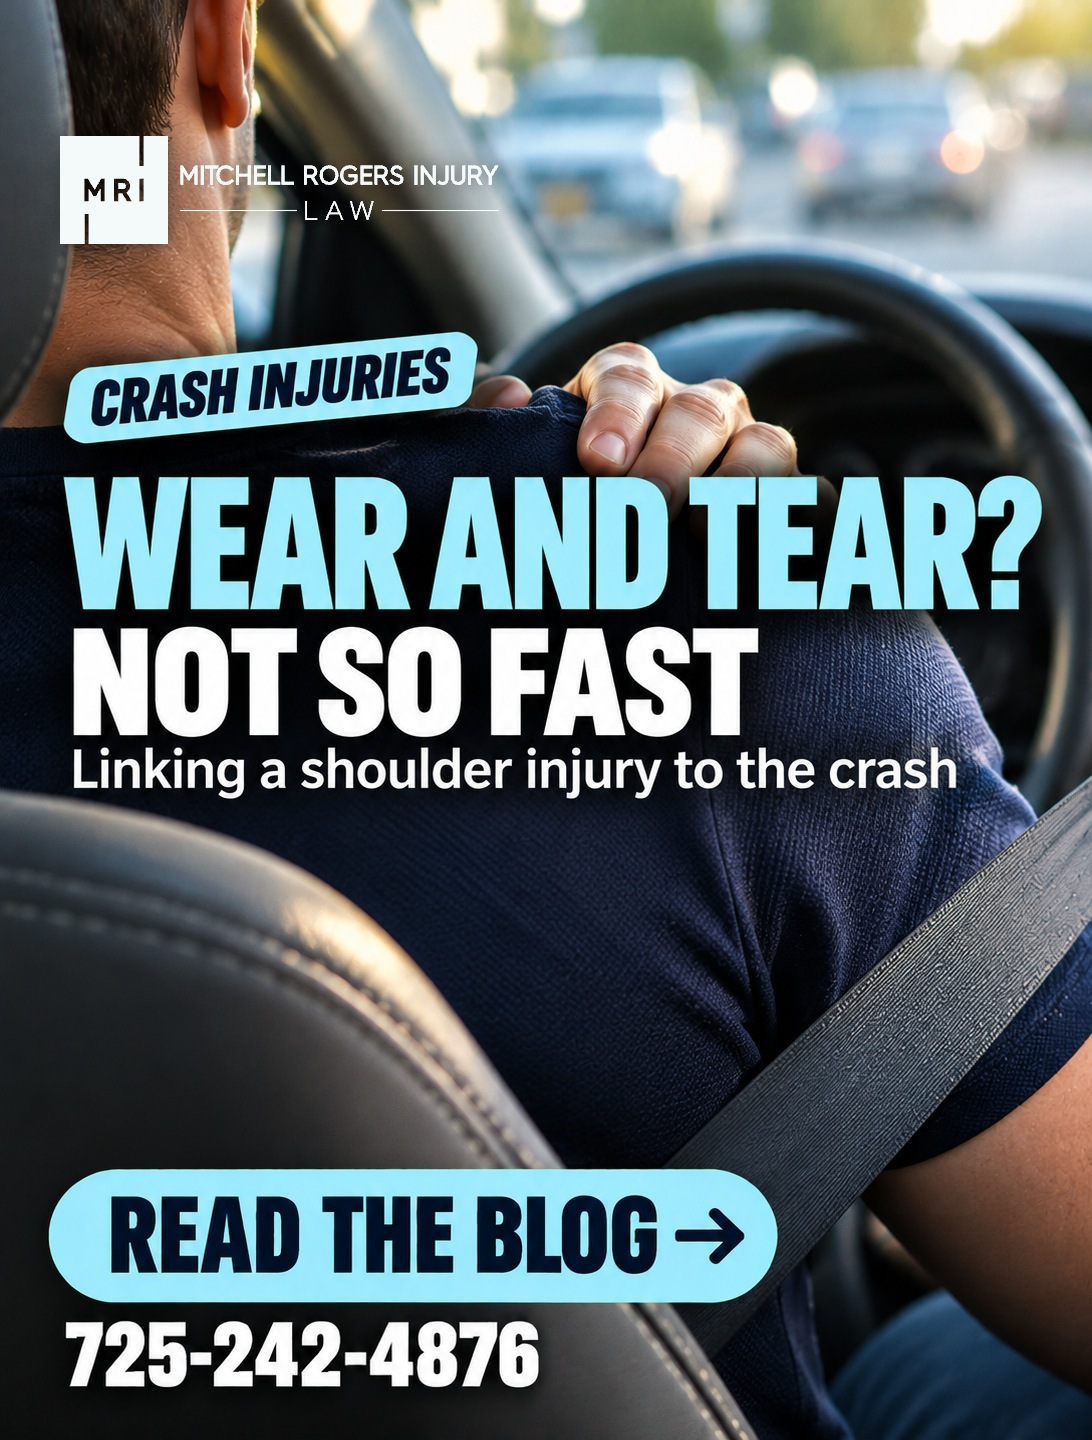 MRI
MITCHELL ROGERS INJURY
LAW
CRASH INJURIES
WEAR AND TEAR?
NOT SO FAST
Linking a shoulder injury to the crash
READ THE BLOG →
725-242-4876